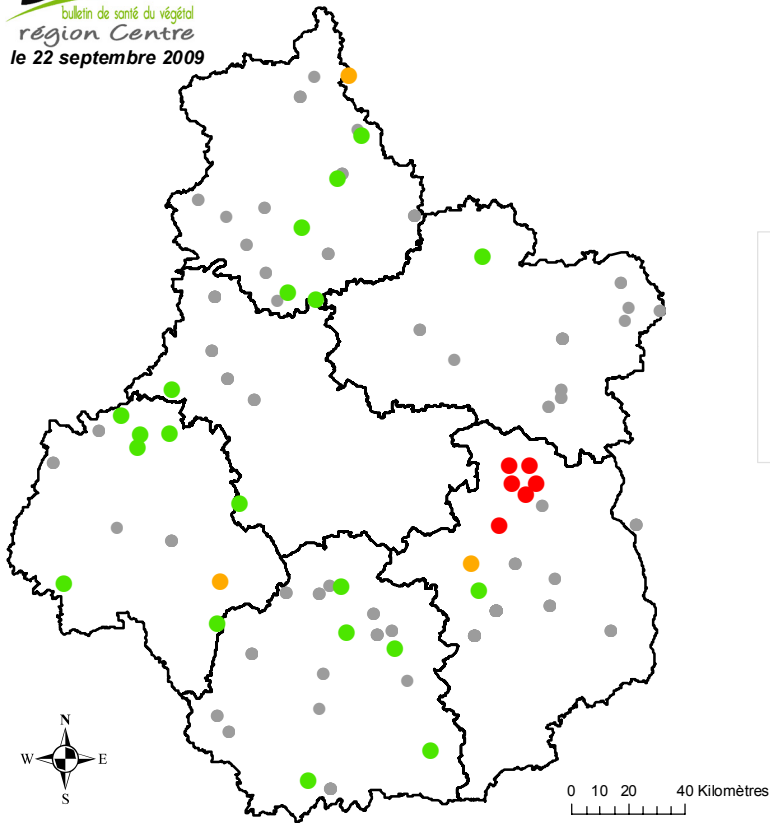 bulletin de santé du végétal
région Centre
le 22 septembre 2009
N
W E
S
0 10 20 40 Kilomètres